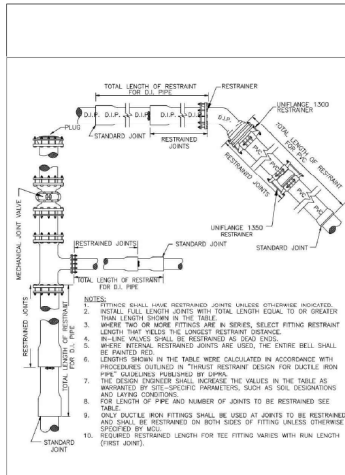 TOTAL LENGTH OF RESTRAINT
FOR D.I. PIPE
RESTRAINER
UNIFLANGE 1300
RESTRAINER
D.I.P.
D.I.P.
D.I.P.
D.I.P.
D.I.P.
PLUG
STANDARD JOINT
RESTRAINED
JOINTS
TOTAL LENGTH OF RESTRAINT
FOR PVC
PVC
PVC
PVC
PVC
RESTRAINED JOINTS
UNIFLANGE 1350
RESTRAINER
STANDARD JOINT
MECHANICAL JOINT VALVE
RESTRAINED JOINTS
STANDARD JOINT
TOTAL LENGTH OF RESTRAINT
FOR D.I. PIPE
RESTRAINED JOINTS
TOTAL LENGTH OF RESTRAINT
FOR D.I. PIPE
STANDARD
JOINT
NOTES:
1. FITTINGS SHALL HAVE RESTRAINED JOINTS UNLESS OTHERWISE INDICATED.
2. INSTALL FULL LENGTH JOINTS WITH TOTAL LENGTH EQUAL TO OR GREATER
THAN LENGTH SHOWN IN THE TABLE.
3. WHERE TWO OR MORE FITTINGS ARE IN SERIES, SELECT FITTING RESTRAINT
LENGTH THAT YIELDS THE LONGEST RESTRAINT DISTANCE.
4. IN-LINE VALVES SHALL BE RESTRAINED AS DEAD ENDS.
5. WHERE INTERNAL RESTRAINED JOINTS ARE USED, THE ENTIRE BELL SHALL
BE PAINTED RED.
6. LENGTHS SHOWN IN THE TABLE WERE CALCULATED IN ACCORDANCE WITH
PROCEDURES OUTLINED IN "THRUST RESTRAINT DESIGN FOR DUCTILE IRON
PIPE" GUIDELINES PUBLISHED BY DIPRA.
7. THE DESIGN ENGINEER SHALL INCREASE THE VALUES IN THE TABLE AS
WARRANTED BY SITE-SPECIFIC PARAMETERS, SUCH AS SOIL DESIGNATIONS
AND LAYING CONDITIONS.
8. FOR LENGTH OF PIPE AND NUMBER OF JOINTS TO BE RESTRAINED SEE
TABLE.
9. ONLY DUCTILE IRON FITTINGS SHALL BE USED AT JOINTS TO BE RESTRAINED
AND SHALL BE RESTRAINED ON BOTH SIDES OF FITTING UNLESS OTHERWISE
SPECIFIED BY MCU.
10. REQUIRED RESTRAINED LENGTH FOR TEE FITTING VARIES WITH RUN LENGTH
(FIRST JOINT).